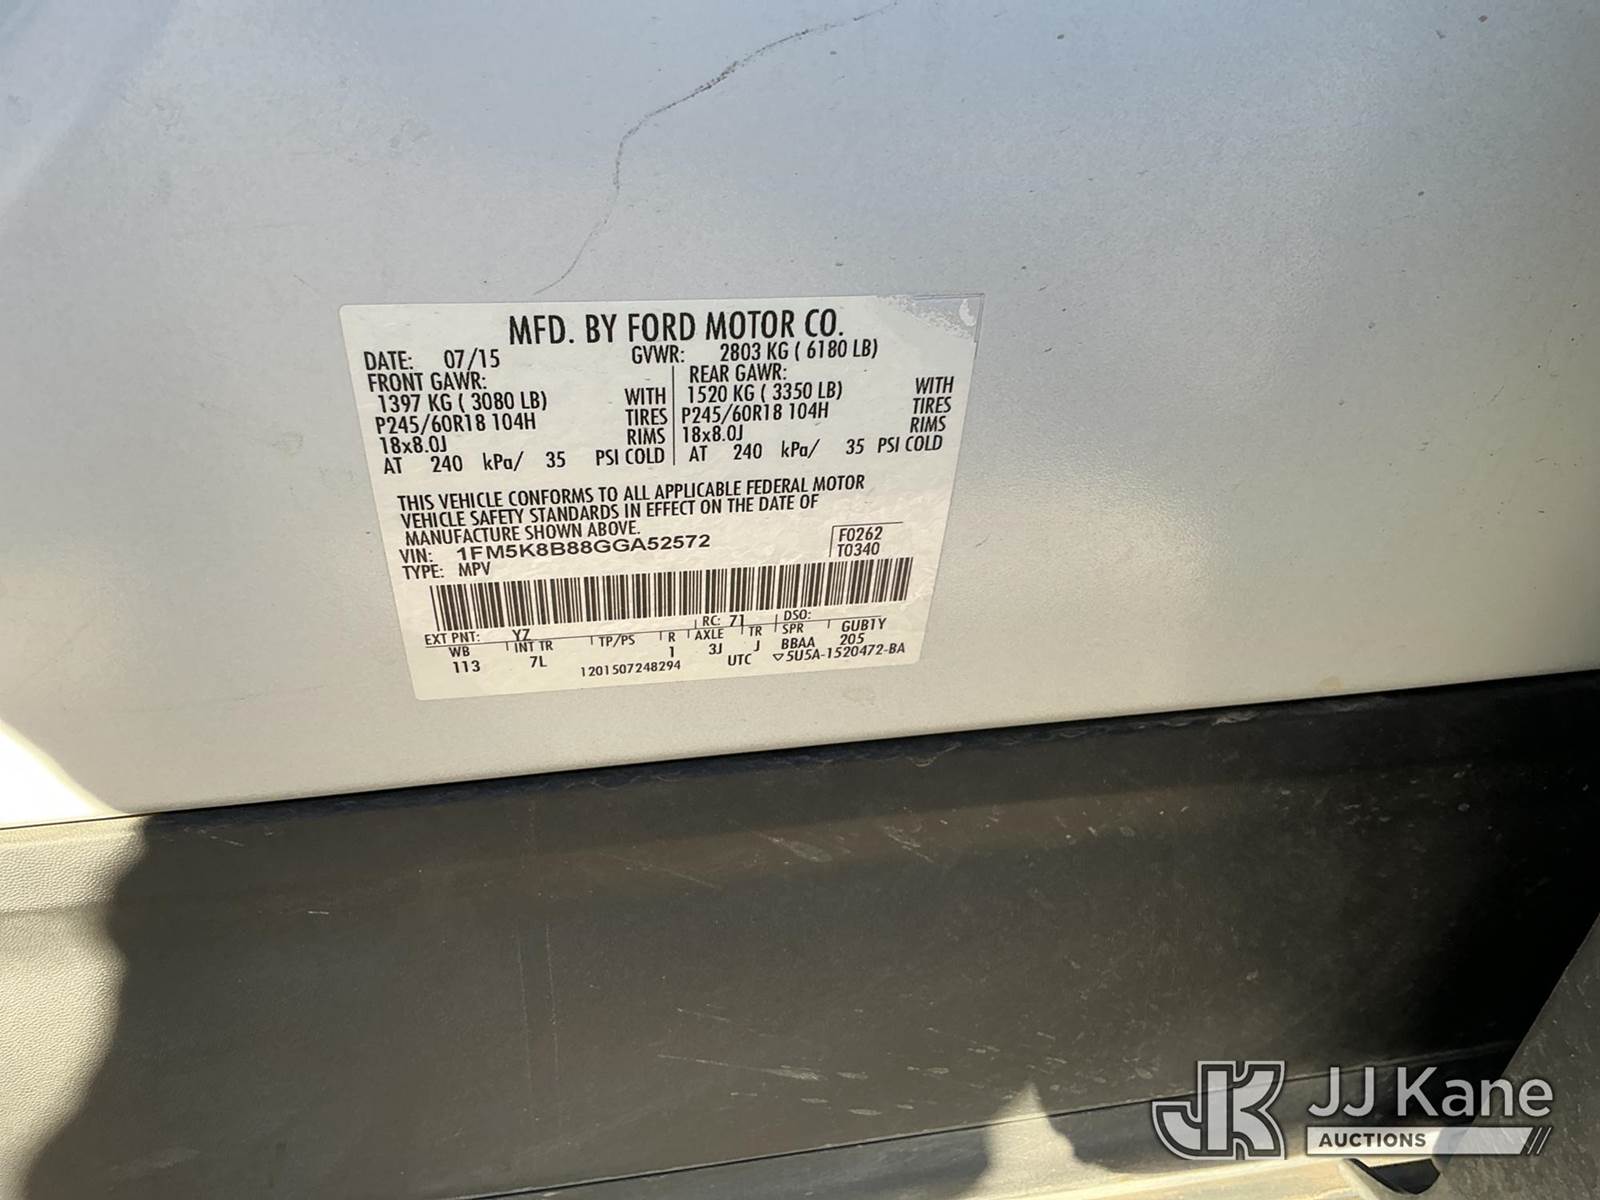 MFD. BY FORD MOTOR CO.
DATE: 07/15 GVWR: 2803 KG ( 6180 LB)
FRONT GAWR: REAR GAWR:
1397 KG ( 3080 LB) WITH 1520 KG ( 3350 LB) WITH
P245/60R18 104H TIRES P245/60R18 104H TIRES
18x8.0J RIMS 18x8.0J RIMS
AT 240 kPa/ 35 PSI COLD AT 240 kPa/ 35 PSI COLD
THIS VEHICLE CONFORMS TO ALL APPLICABLE FEDERAL MOTOR
VEHICLE SAFETY STANDARDS IN EFFECT ON THE DATE OF
MANUFACTURE SHOWN ABOVE.
VIN: 1FM5K8B88GGA52572 F0262
TYPE: MPV T0340
EXT PNT: YZ RC: 71 DSO:
WB INT TR TP/PS R AXLE TR SPR GUB1Y
113 7L 1 3J J BBAA 205
1201507248294 UTC ▽5U5A-1520472-BA
JK JJ Kane
AUCTIONS